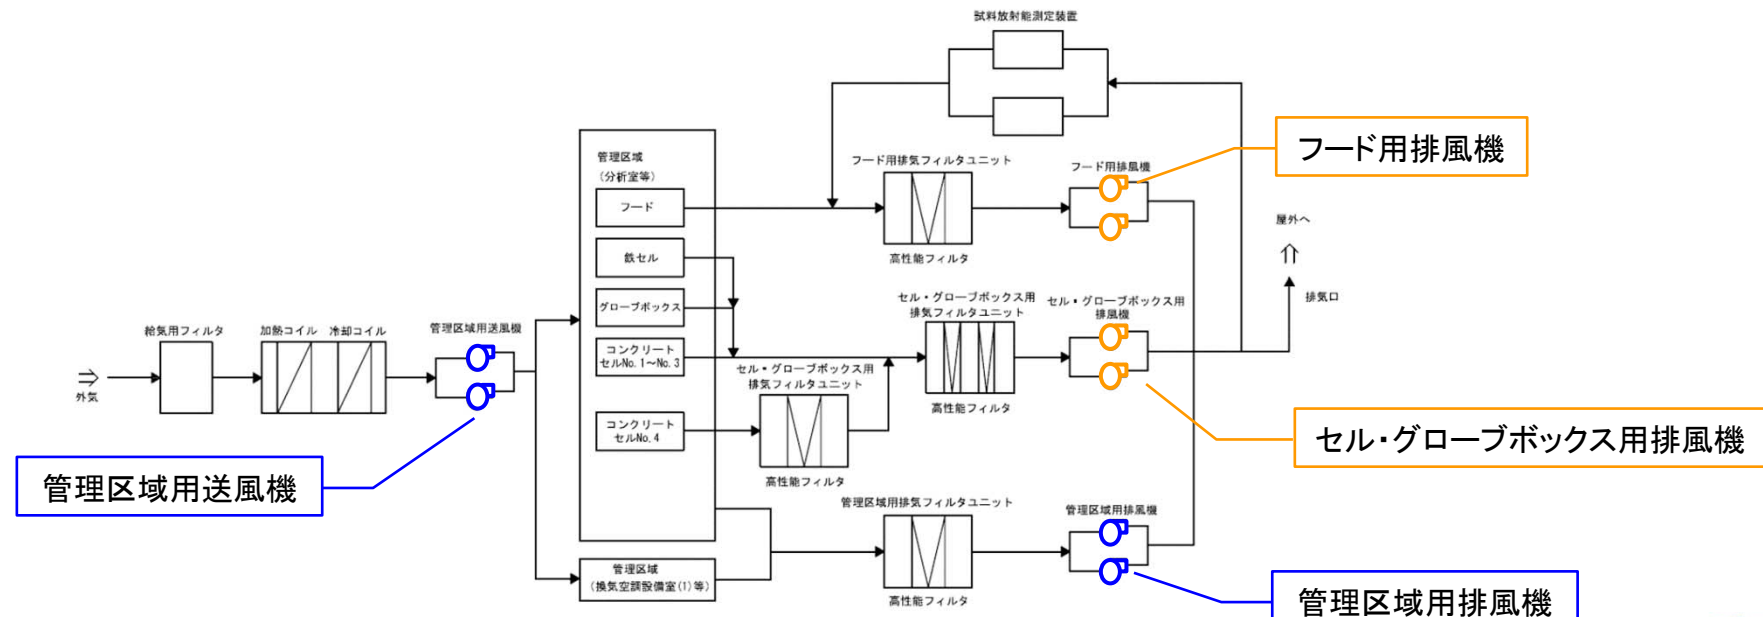 試料放射能測定装置
フード用排風機
管理区域
(分析室等)
フード用排気フィルタユニット
フード用排風機
フード
高性能フィルタ
屋外へ
鉄セル
グローブボックス
セル・グローブボックス用
排気フィルタユニット
セル・グローブボックス用
排風機
排気口
給気用フィルタ
加熱コイル
冷却コイル
管理区域用送風機
コンクリート
セルNo.1~No.3
セル・グローブボックス用
排気フィルタユニット
外気
高性能フィルタ
コンクリート
セルNo.4
セル・グローブボックス用排風機
管理区域用送風機
高性能フィルタ
管理区域用排気フィルタユニット
管理区域用排風機
管理区域
(換気空調設備室(1)等)
高性能フィルタ
管理区域用排風機